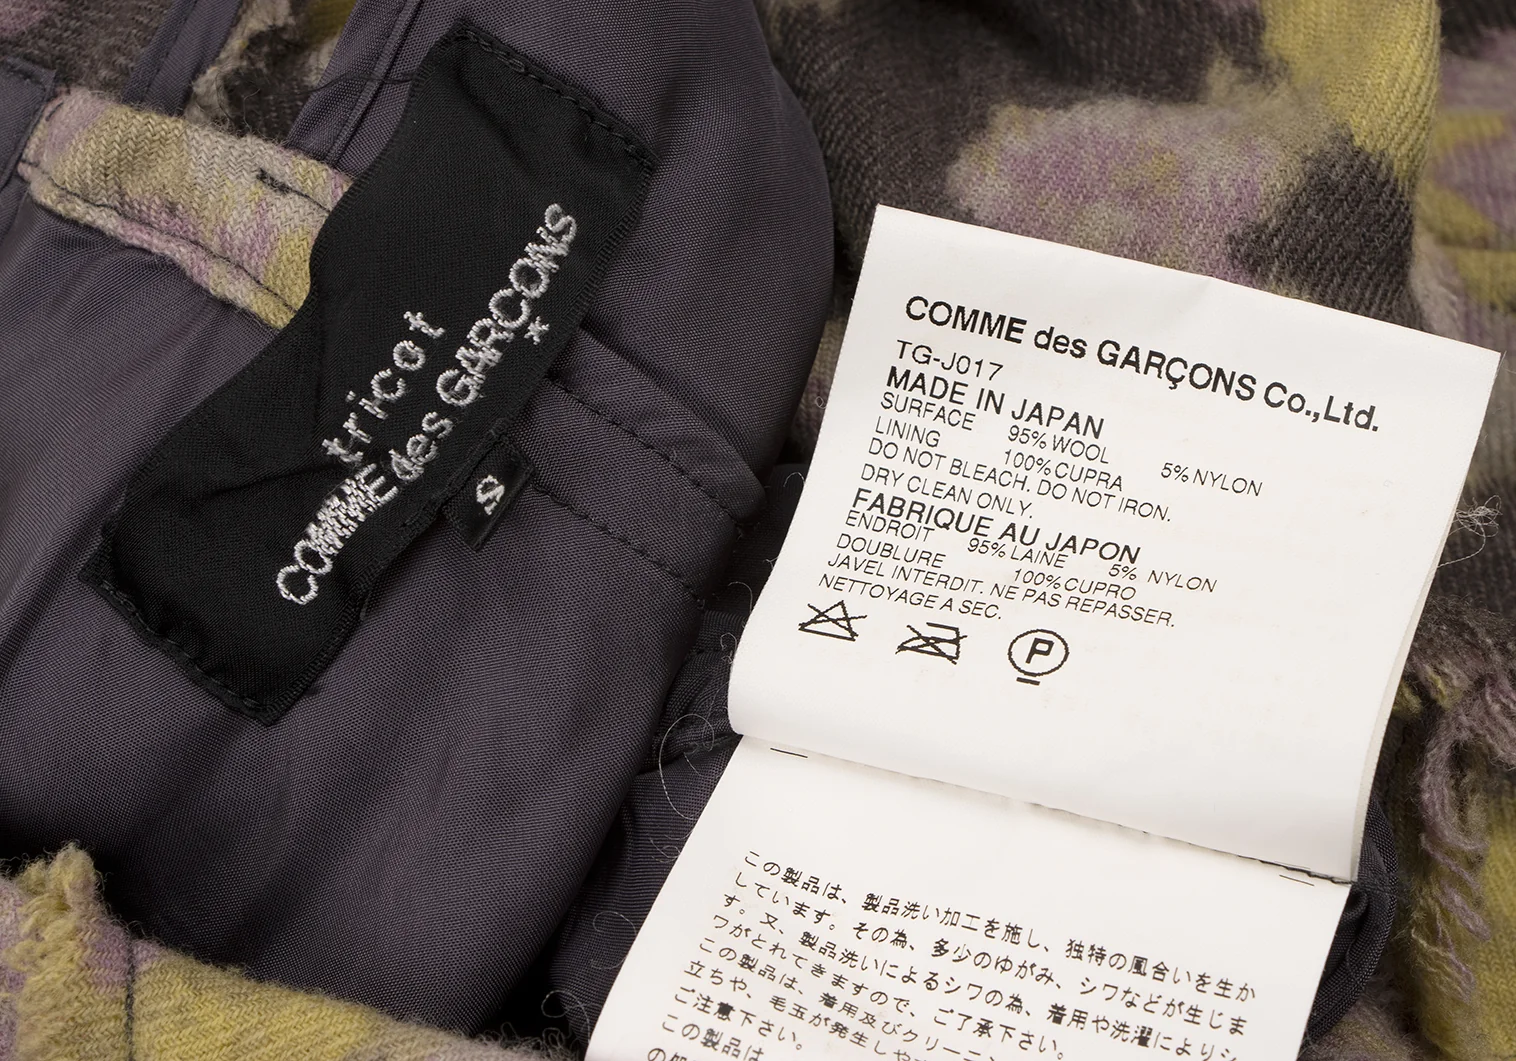 tricot
COMME des GARÇONS
*
S
COMME des GARÇONS Co.,Ltd.
TG-J017
MADE IN JAPAN
SURFACE 95% WOOL 5% NYLON
LINING 100% CUPRA
DO NOT BLEACH. DO NOT IRON.
DRY CLEAN ONLY.
FABRIQUE AU JAPON
ENDROIT 95% LAINE 5% NYLON
DOUBLURE 100% CUPRO
JAVEL INTERDIT. NE PAS REPASSER.
NETTOYAGE A SEC.
P
この製品は、製品洗い加工を施し、独特の風合いを生か
しています。その為、多少のゆがみ、シワなどが生じま
す。又、製品洗いによるシワの為、着用や洗濯によりシ
ワがとれてきますので、ご了承下さい。
この製品は、着用及びクリーニ
立ちや、毛玉が発生しや
ご注意下さい。
この製品は